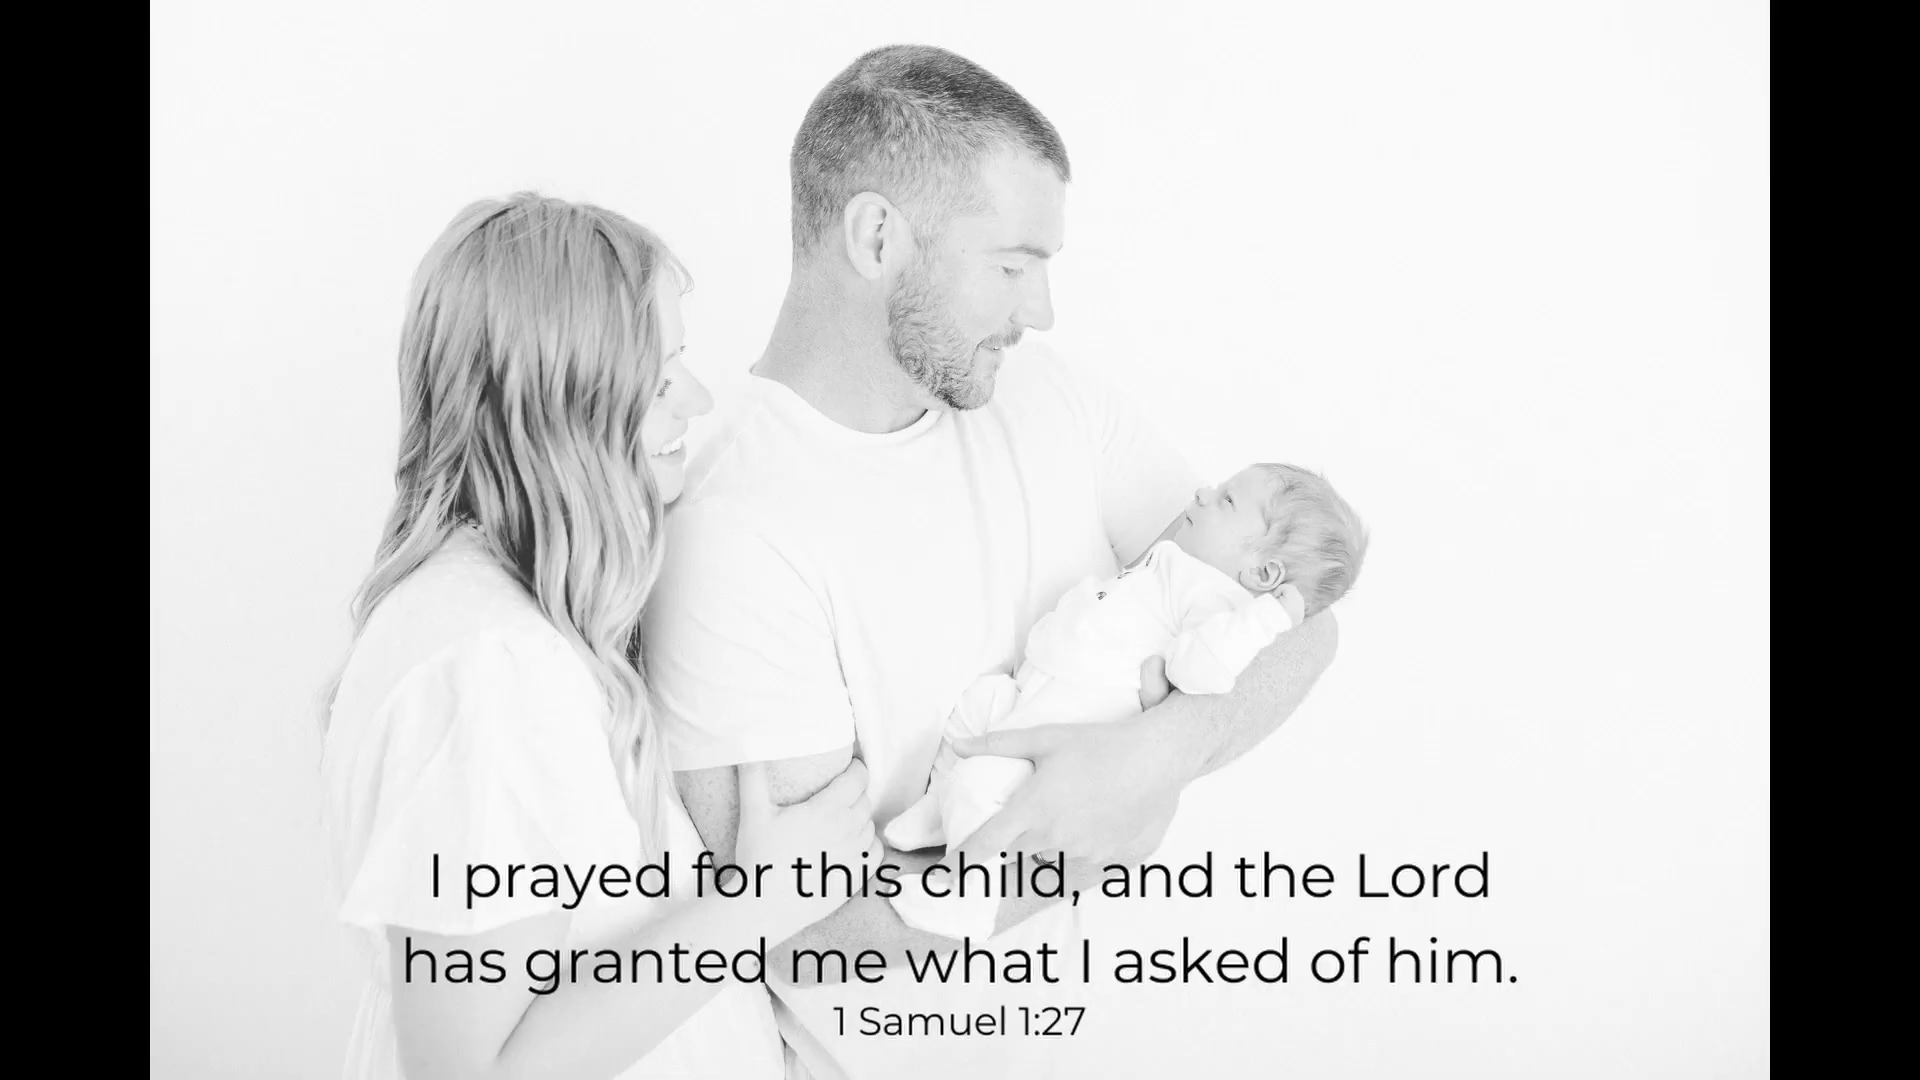 I prayed for this child, and the Lord
has granted me what I asked of him.
1 Samuel 1:27